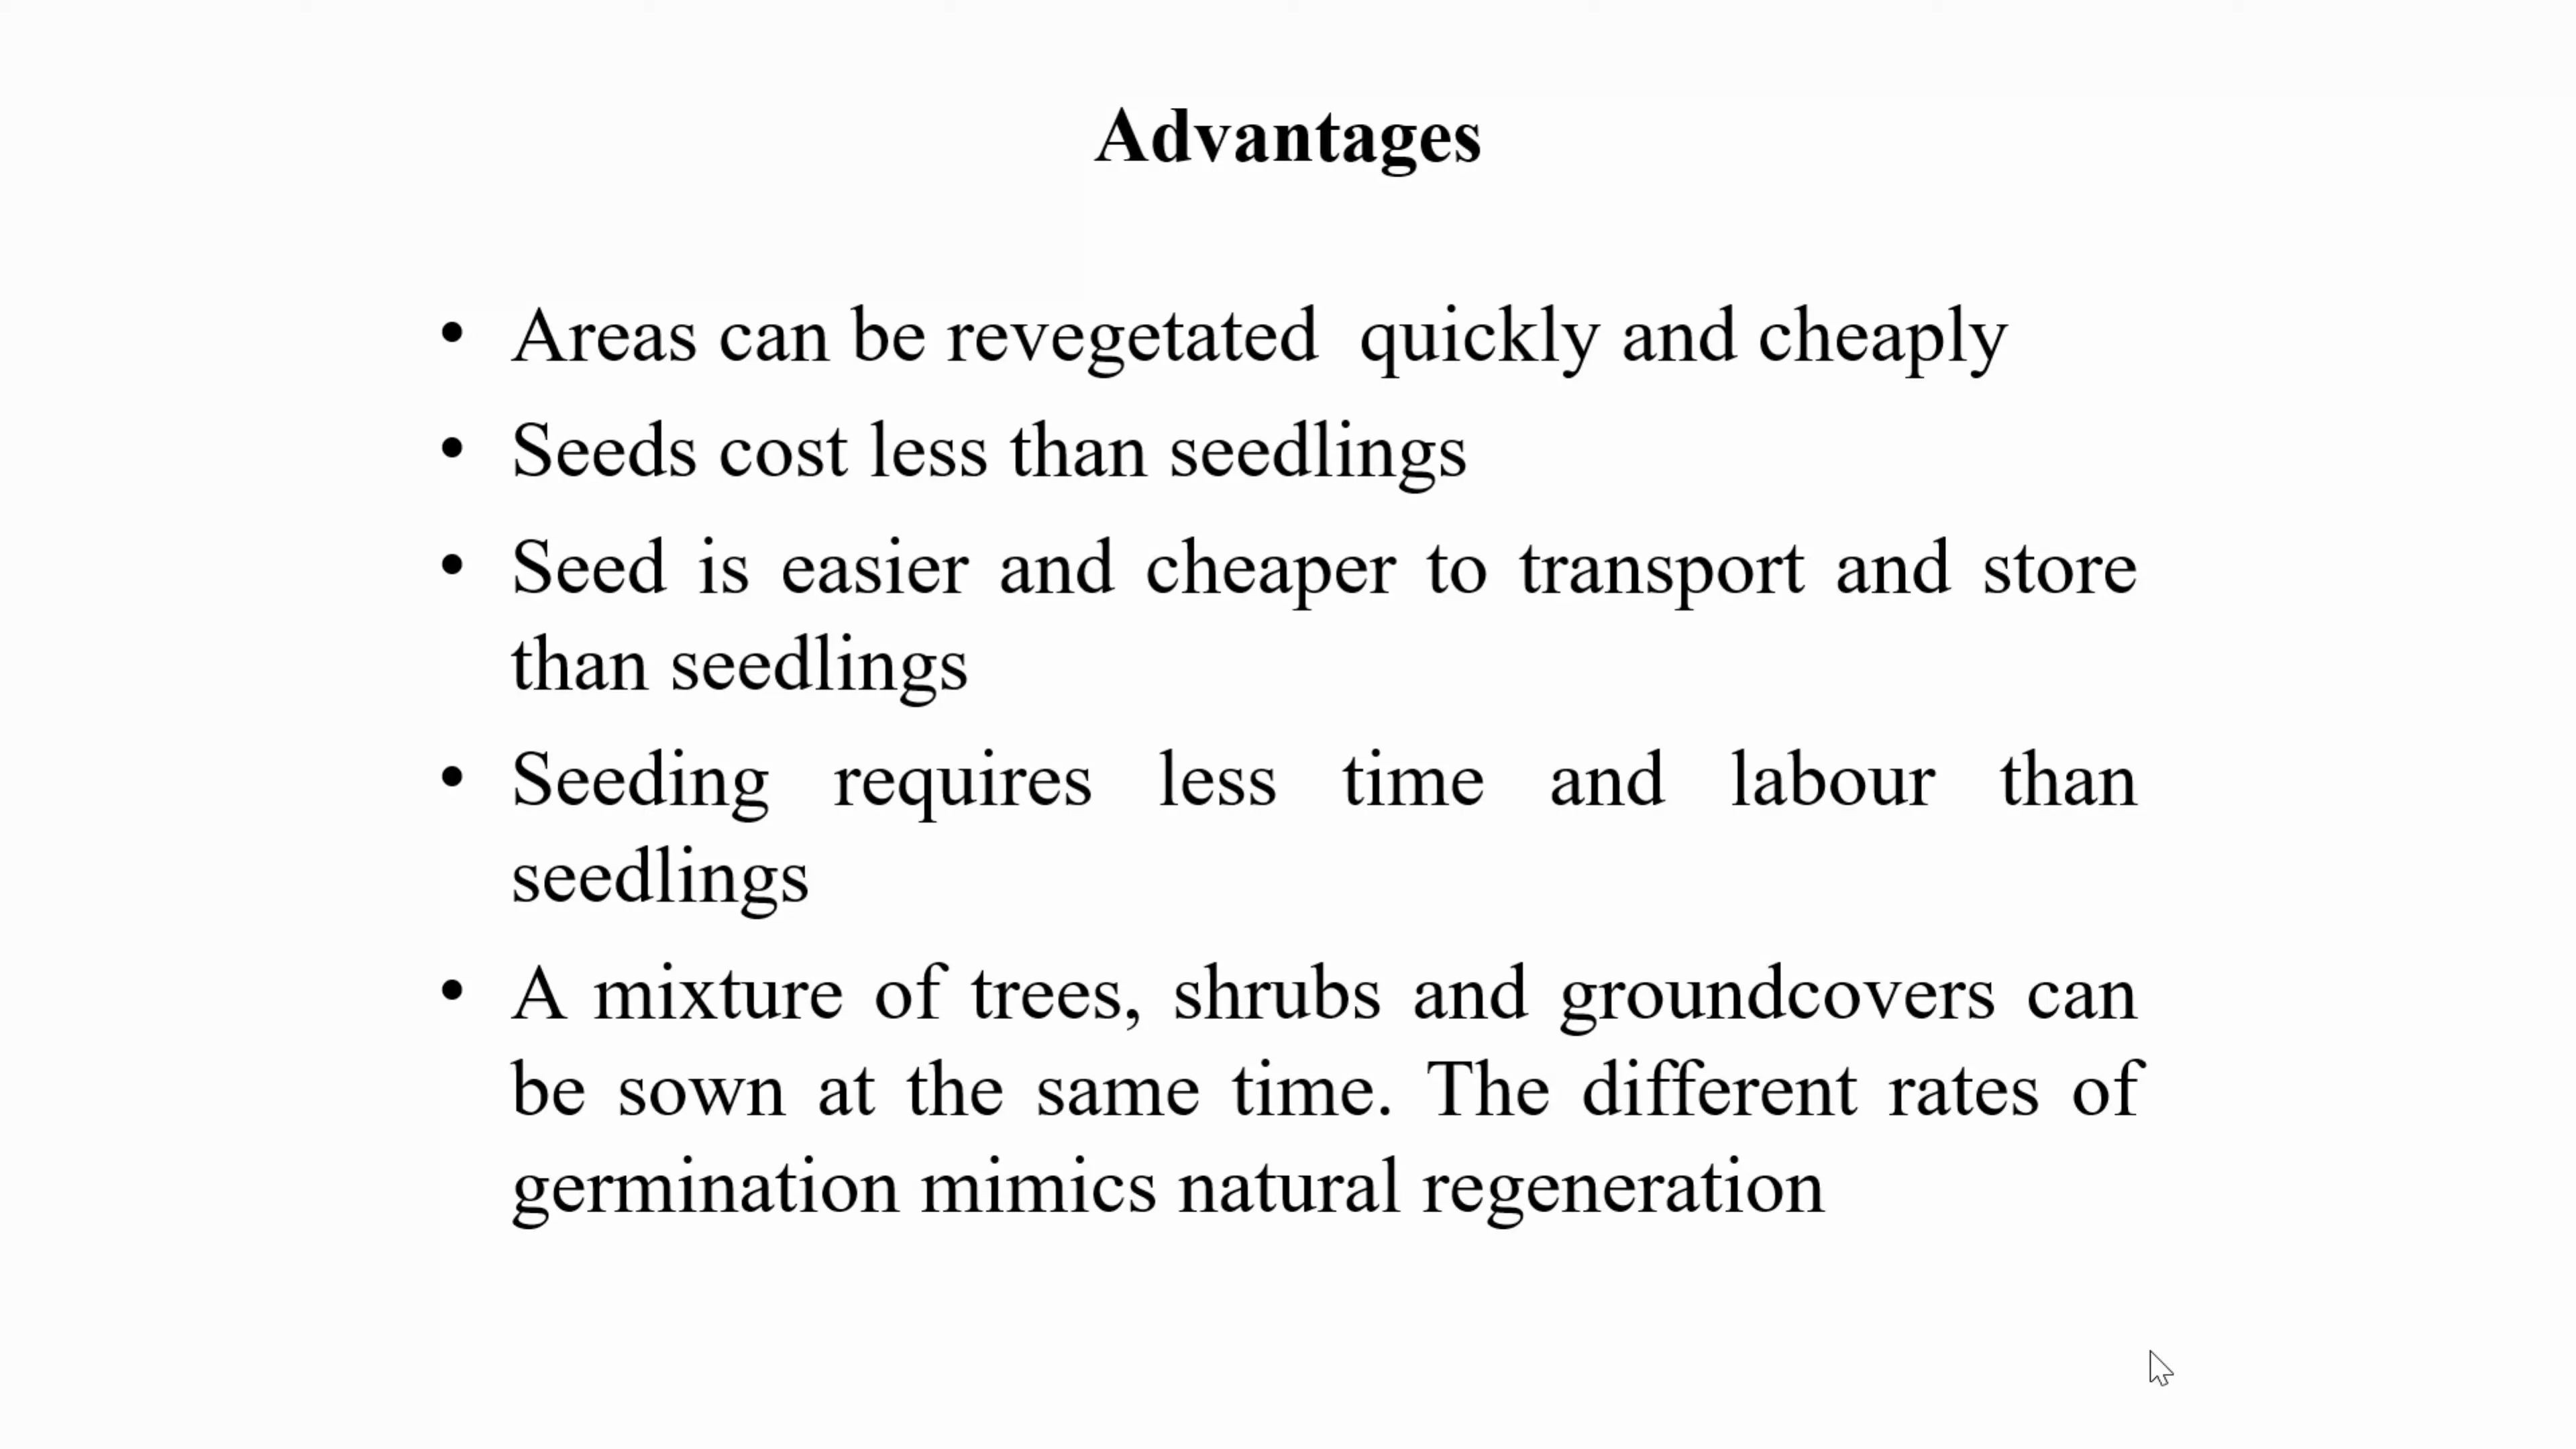 Advantages
• Areas can be revegetated quickly and cheaply
• Seeds cost less than seedlings
• Seed is easier and cheaper to transport and store
than seedlings
• Seeding requires less time and labour than
seedlings
• A mixture of trees, shrubs and groundcovers can
be sown at the same time. The different rates of
germination mimics natural regeneration